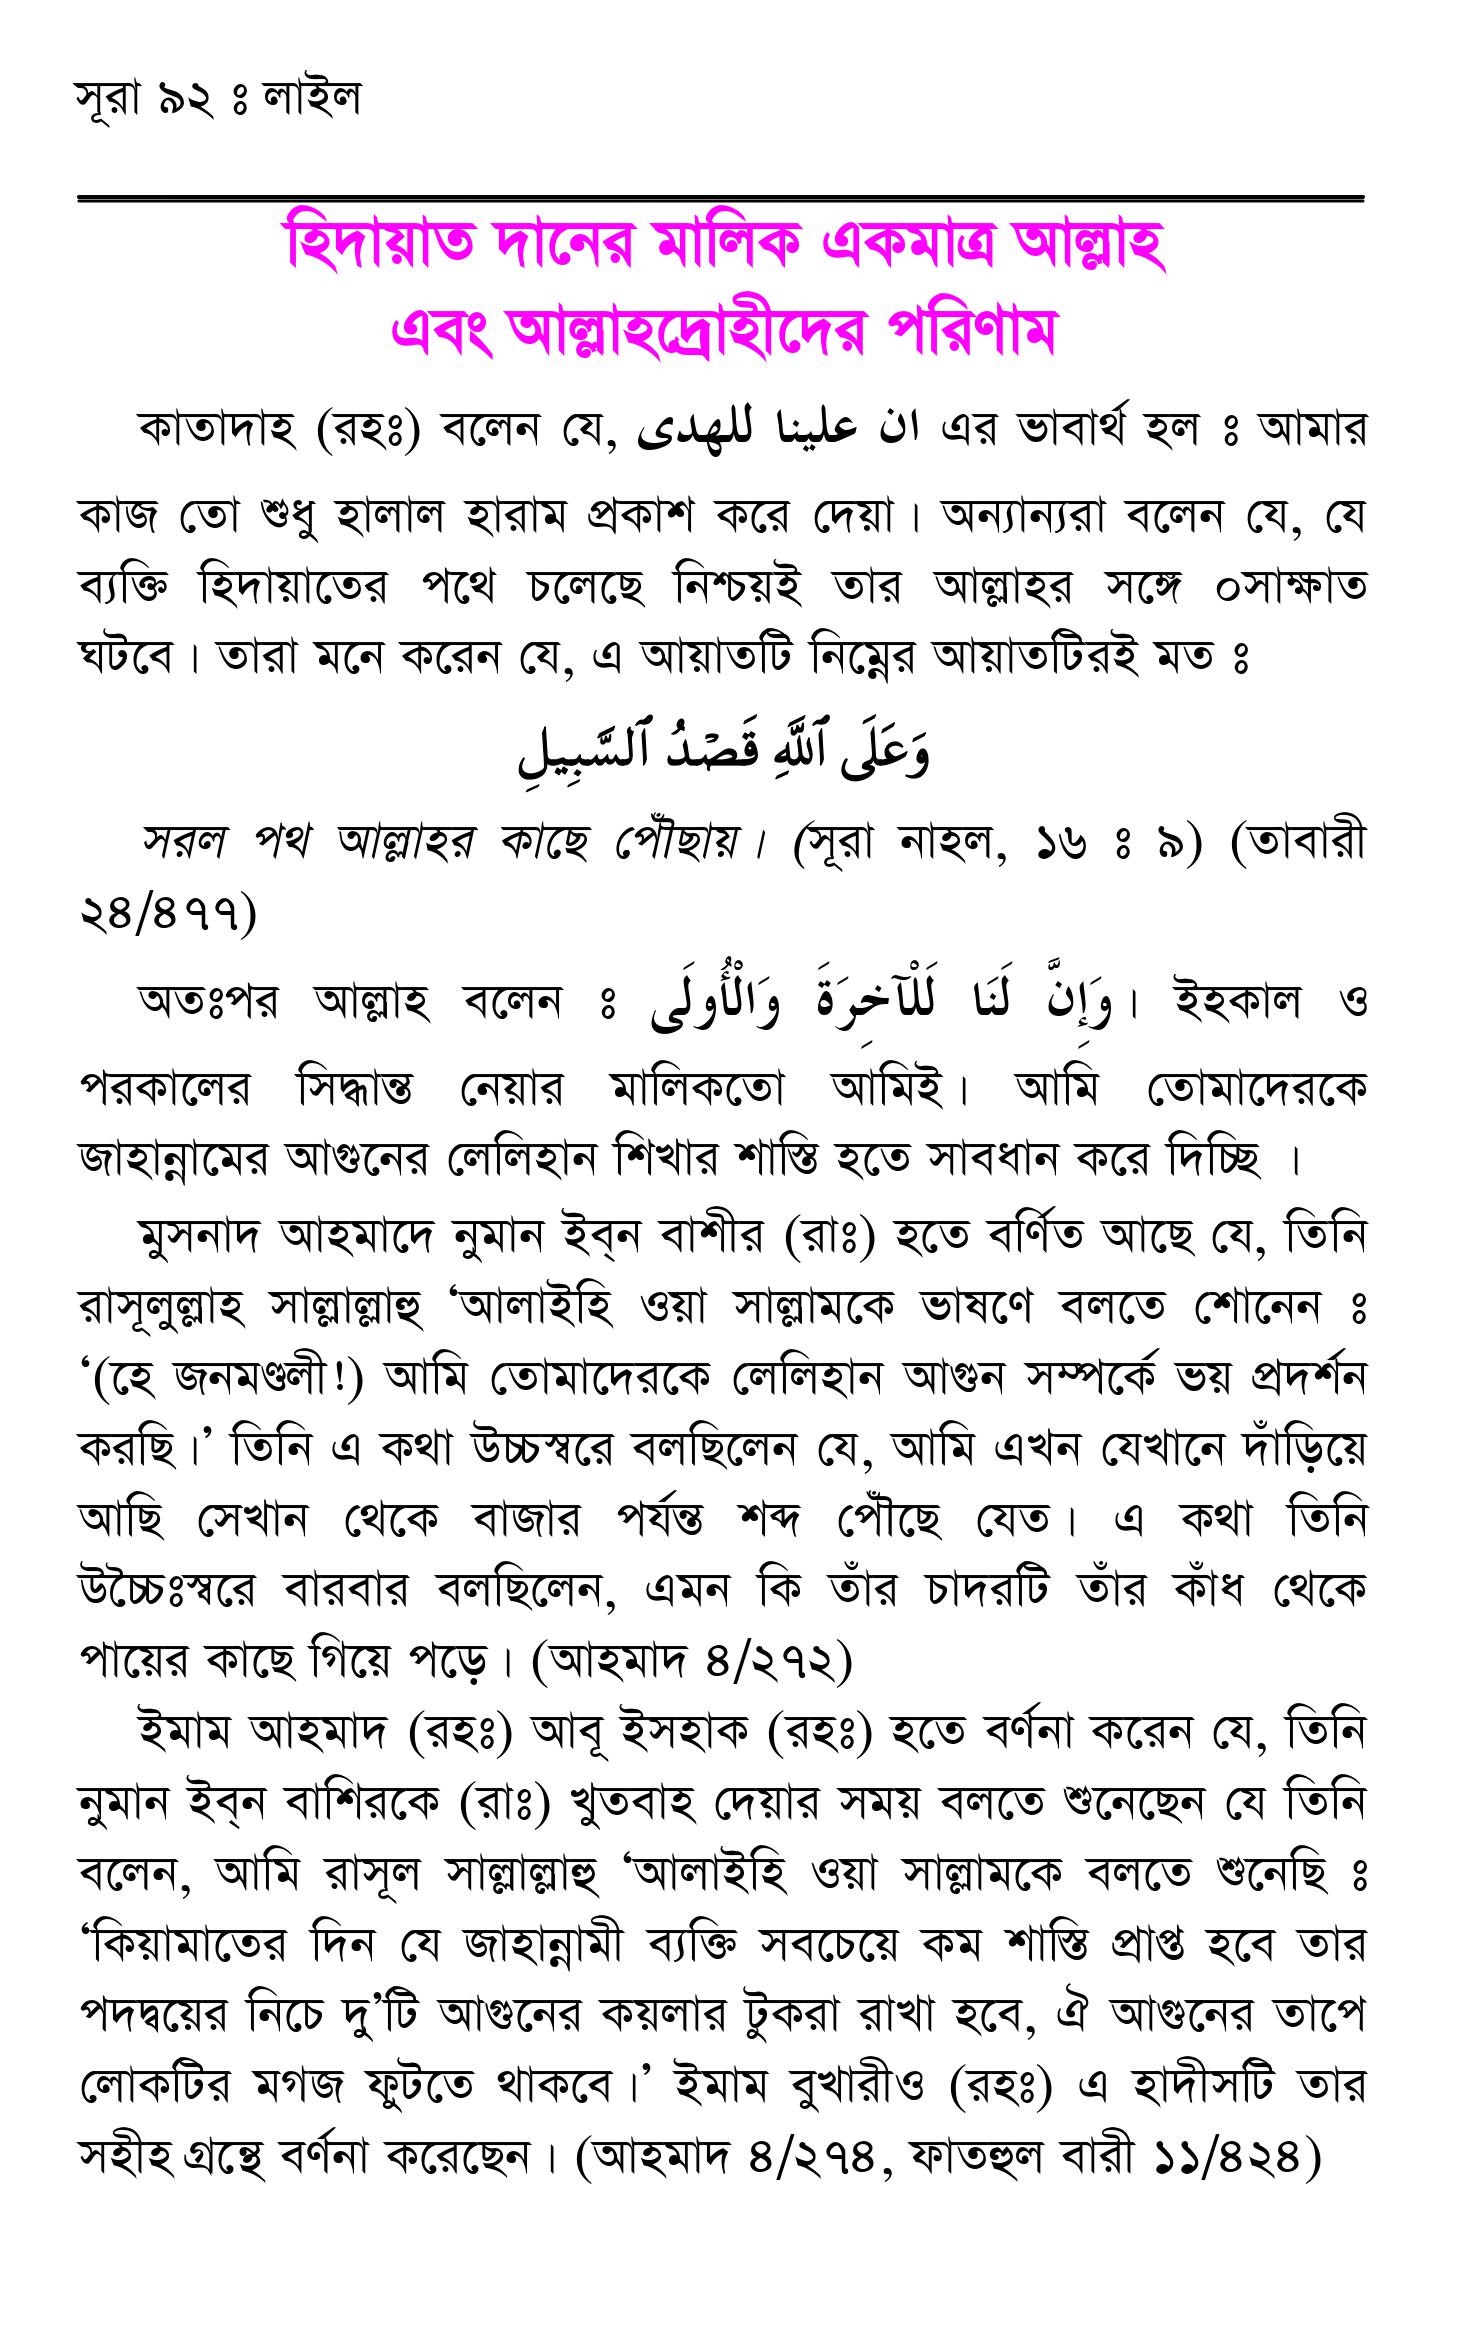 সূরা ৯২ ঃ লাইল
হিদায়াত দানের মালিক একমাত্র আল্লাহ
এবং আল্লাহদ্রোহীদের পরিণাম
কাতাদাহ (রহঃ) বলেন যে, ان علينا للهدى এর ভাবার্থ হল ঃ আমার
কাজ তো শুধু হালাল হারাম প্রকাশ করে দেয়া। অন্যান্যরা বলেন যে, যে
ব্যক্তি হিদায়াতের পথে চলেছে নিশ্চয়ই তার আল্লাহর সঙ্গে ০সাক্ষাত
ঘটবে। তারা মনে করেন যে, এ আয়াতটি নিম্নের আয়াতটিরই মত ঃ
وَعَلَى ٱللَّهِ قَصْدُ ٱلسَّبِيلِ
সরল পথ আল্লাহর কাছে পৌঁছায়। (সূরা নাহল, ১৬ ঃ ৯) (তাবারী
২৪/৪৭৭)
অতঃপর আল্লাহ বলেন ঃ وَإِنَّ لَنَا لَلْآخِرَةَ وَالْأُولَى। ইহকাল ও
পরকালের সিদ্ধান্ত নেয়ার মালিকতো আমিই। আমি তোমাদেরকে
জাহান্নামের আগুনের লেলিহান শিখার শাস্তি হতে সাবধান করে দিচ্ছি ।
মুসনাদ আহমাদে নুমান ইব্‌ন বাশীর (রাঃ) হতে বর্ণিত আছে যে, তিনি
রাসূলুল্লাহ সাল্লাল্লাহু ‘আলাইহি ওয়া সাল্লামকে ভাষণে বলতে শোনেন ঃ
‘(হে জনমণ্ডলী!) আমি তোমাদেরকে লেলিহান আগুন সম্পর্কে ভয় প্রদর্শন
করছি।’ তিনি এ কথা উচ্চস্বরে বলছিলেন যে, আমি এখন যেখানে দাঁড়িয়ে
আছি সেখান থেকে বাজার পর্যন্ত শব্দ পৌঁছে যেত। এ কথা তিনি
উচ্চৈঃস্বরে বারবার বলছিলেন, এমন কি তাঁর চাদরটি তাঁর কাঁধ থেকে
পায়ের কাছে গিয়ে পড়ে। (আহমাদ ৪/২৭২)
ইমাম আহমাদ (রহঃ) আবূ ইসহাক (রহঃ) হতে বর্ণনা করেন যে, তিনি
নুমান ইব্‌ন বাশিরকে (রাঃ) খুতবাহ দেয়ার সময় বলতে শুনেছেন যে তিনি
বলেন, আমি রাসূল সাল্লাল্লাহু ‘আলাইহি ওয়া সাল্লামকে বলতে শুনেছি ঃ
‘কিয়ামাতের দিন যে জাহান্নামী ব্যক্তি সবচেয়ে কম শাস্তি প্রাপ্ত হবে তার
পদদ্বয়ের নিচে দু’টি আগুনের কয়লার টুকরা রাখা হবে, ঐ আগুনের তাপে
লোকটির মগজ ফুটতে থাকবে।’ ইমাম বুখারীও (রহঃ) এ হাদীসটি তার
সহীহ গ্রন্থে বর্ণনা করেছেন। (আহমাদ ৪/২৭৪, ফাতহুল বারী ১১/৪২৪)